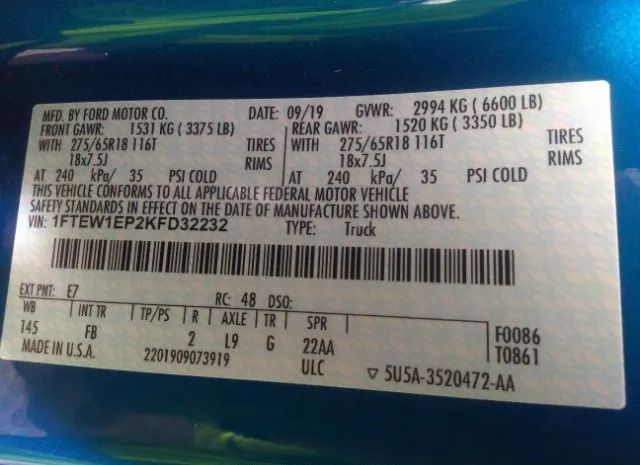 MFD. BY FORD MOTOR CO. DATE: 09/19 GVWR: 2994 KG ( 6600 LB)
FRONT GAWR: 1531 KG ( 3375 LB) REAR GAWR: 1520 KG ( 3350 LB)
WITH 275/65R18 116T TIRES WITH 275/65R18 116T TIRES
18x7.5J RIMS 18x7.5J RIMS
AT 240 kPa/ 35 PSI COLD AT 240 kPa/ 35 PSI COLD
THIS VEHICLE CONFORMS TO ALL APPLICABLE FEDERAL MOTOR VEHICLE
SAFETY STANDARDS IN EFFECT ON THE DATE OF MANUFACTURE SHOWN ABOVE.
VIN: 1FTEW1EP2KFD32232 TYPE: Truck
EXT PNT: E7 RC: 48 DSO:
WB INT TR TP/PS R AXLE TR SPR
145 FB 2 L9 G 22AA F0086
MADE IN U.S.A. 2201909073919 ULC T0861
▽ 5U5A-3520472-AA